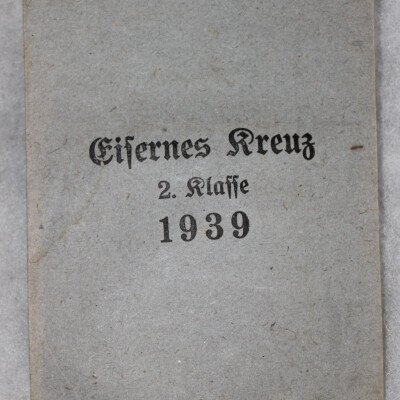 Eiſernes Kreuz
2. Klaſſe
1939